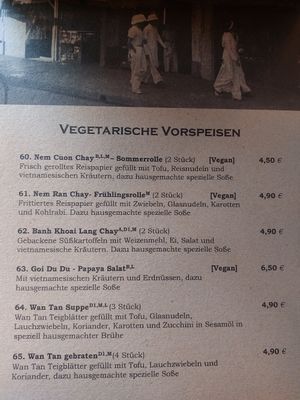 VEGETARISCHE VORSPEISEN
60. Nem Cuon Chay B,L,M – Sommerrolle (2 Stück) [Vegan] 4,50 €
Frisch gerolltes Reispapier gefüllt mit Tofu, Reisnudeln und
vietnamesischen Kräutern, dazu hausgemachte spezielle Soße
61. Nem Ran Chay- Frühlingsrolle M (2 Stück) [Vegan] 4,90 €
Frittiertes Reispapier gefüllt mit Zwiebeln, Glasnudeln, Karotten
und Kohlrabi. Dazu hausgemachte spezielle Soße
62. Banh Khoai Lang Chay A,D1,M (2 Stück) 4,90 €
Gebackene Süßkartoffeln mit Weizenmehl, Ei, Salat und
vietnamesische Kräutern, dazu hausgemachte spezielle Soße
63. Goi Du Du - Papaya Salat B,L [Vegan] 6,50 €
Mit vietnamesischen Kräutern und Erdnüssen, dazu
hausgemachte spezielle Soße
64. Wan Tan Suppe D1,M,L (3 Stück) 4,90 €
Wan Tan Teigblätter gefüllt mit Tofu, Glasnudeln,
Lauchzwiebeln, Koriander, Karotten und Zucchini in Sesamöl in
speziell hausgemachter Brühe
65. Wan Tan gebraten D1,M (4 Stück) 4,90 €
Wan Tan Teigblätter gefüllt mit Tofu, Lauchzwiebeln und
Koriander, dazu hausgemachte spezielle Soße